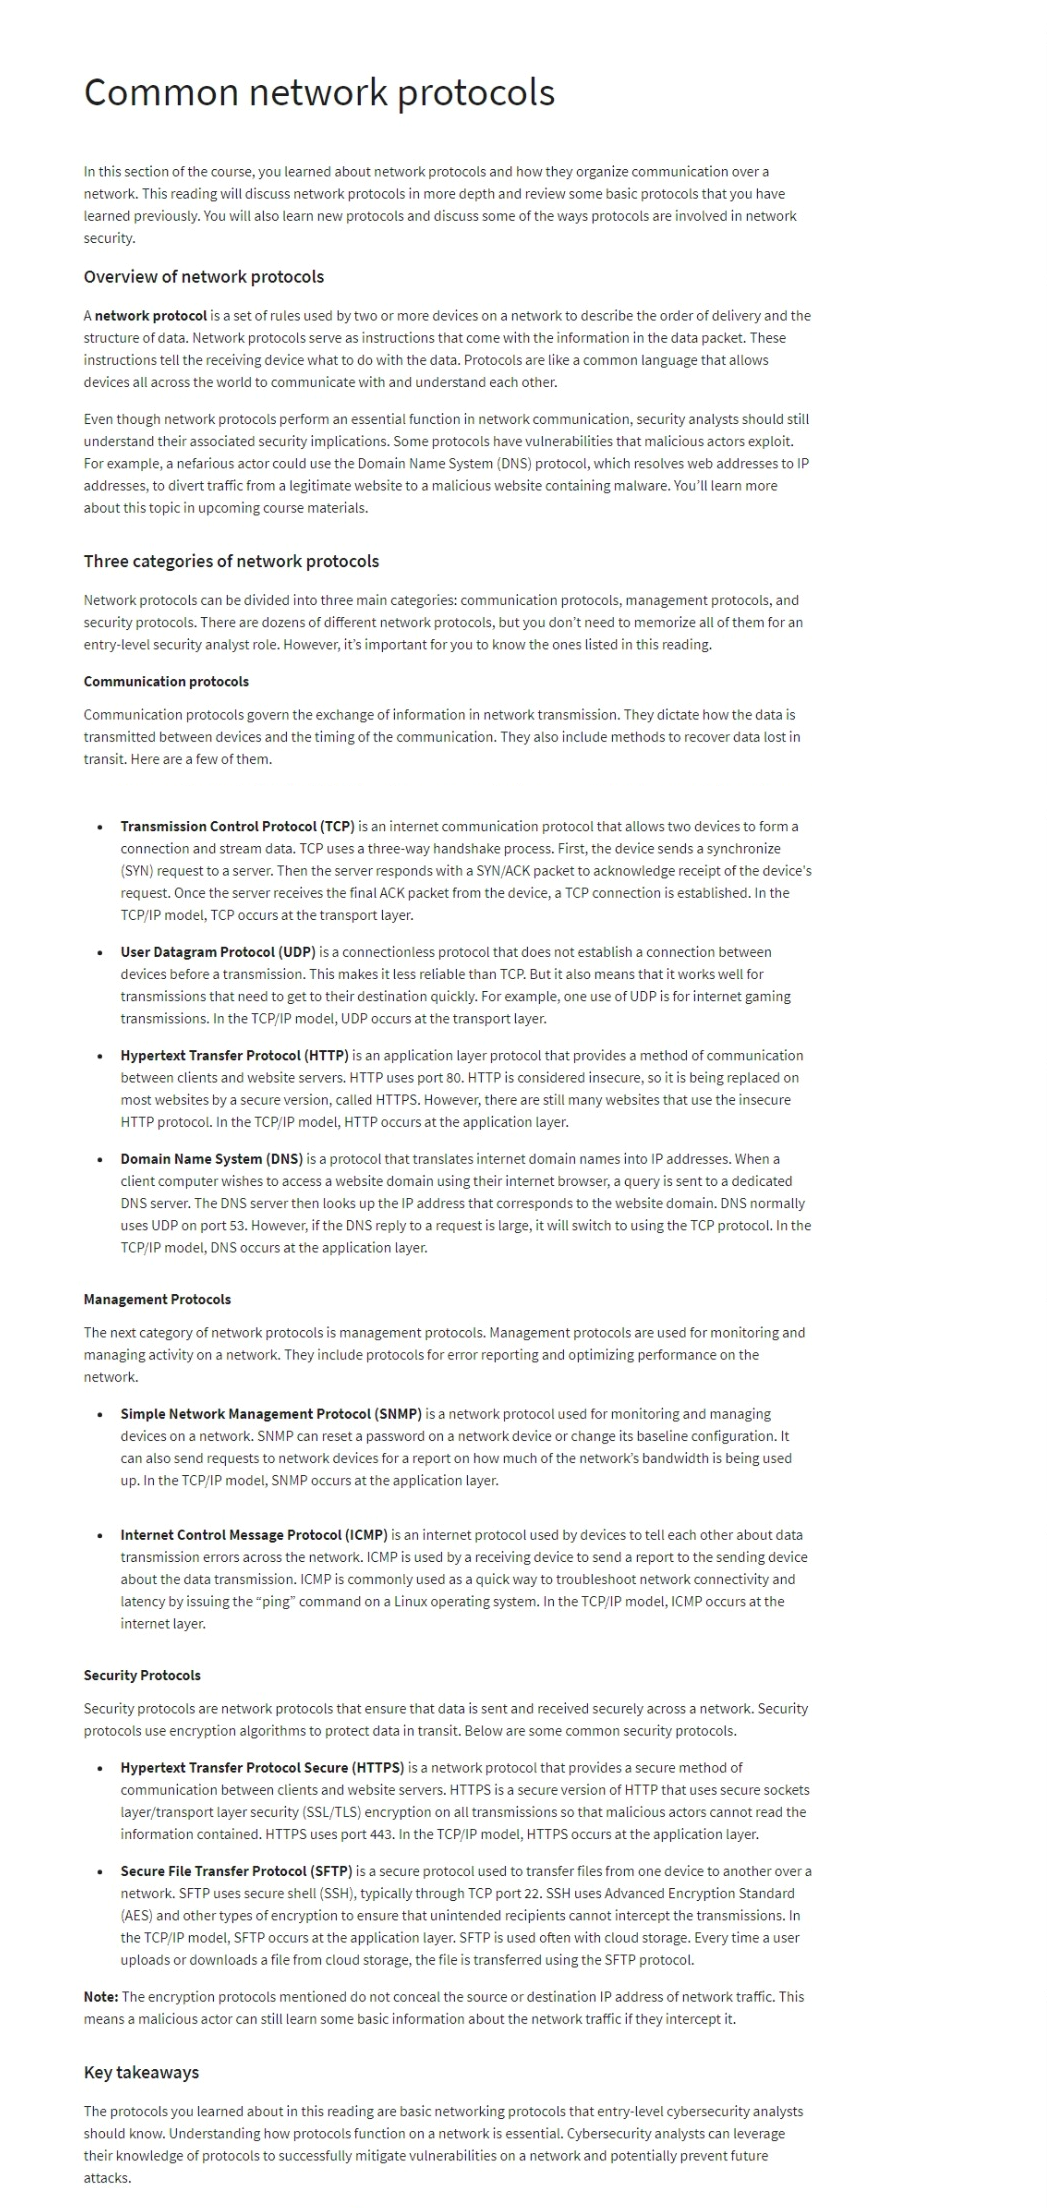 Common network protocols
In this section of the course, you learned about network protocols and how they organize communication over a
network. This reading will discuss network protocols in more depth and review some basic protocols that you have
learned previously. You will also learn new protocols and discuss some of the ways protocols are involved in network
security.
Overview of network protocols
A network protocol is a set of rules used by two or more devices on a network to describe the order of delivery and the
structure of data. Network protocols serve as instructions that come with the information in the data packet. These
instructions tell the receiving device what to do with the data. Protocols are like a common language that allows
devices all across the world to communicate with and understand each other.
Even though network protocols perform an essential function in network communication, security analysts should still
understand their associated security implications. Some protocols have vulnerabilities that malicious actors exploit.
For example, a nefarious actor could use the Domain Name System (DNS) protocol, which resolves web addresses to IP
addresses, to divert traffic from a legitimate website to a malicious website containing malware. You’ll learn more
about this topic in upcoming course materials.
Three categories of network protocols
Network protocols can be divided into three main categories: communication protocols, management protocols, and
security protocols. There are dozens of different network protocols, but you don’t need to memorize all of them for an
entry-level security analyst role. However, it’s important for you to know the ones listed in this reading.
Communication protocols
Communication protocols govern the exchange of information in network transmission. They dictate how the data is
transmitted between devices and the timing of the communication. They also include methods to recover data lost in
transit. Here are a few of them.
• Transmission Control Protocol (TCP) is an internet communication protocol that allows two devices to form a
connection and stream data. TCP uses a three-way handshake process. First, the device sends a synchronize
(SYN) request to a server. Then the server responds with a SYN/ACK packet to acknowledge receipt of the device's
request. Once the server receives the final ACK packet from the device, a TCP connection is established. In the
TCP/IP model, TCP occurs at the transport layer.
• User Datagram Protocol (UDP) is a connectionless protocol that does not establish a connection between
devices before a transmission. This makes it less reliable than TCP. But it also means that it works well for
transmissions that need to get to their destination quickly. For example, one use of UDP is for internet gaming
transmissions. In the TCP/IP model, UDP occurs at the transport layer.
• Hypertext Transfer Protocol (HTTP) is an application layer protocol that provides a method of communication
between clients and website servers. HTTP uses port 80. HTTP is considered insecure, so it is being replaced on
most websites by a secure version, called HTTPS. However, there are still many websites that use the insecure
HTTP protocol. In the TCP/IP model, HTTP occurs at the application layer.
• Domain Name System (DNS) is a protocol that translates internet domain names into IP addresses. When a
client computer wishes to access a website domain using their internet browser, a query is sent to a dedicated
DNS server. The DNS server then looks up the IP address that corresponds to the website domain. DNS normally
uses UDP on port 53. However, if the DNS reply to a request is large, it will switch to using the TCP protocol. In the
TCP/IP model, DNS occurs at the application layer.
Management Protocols
The next category of network protocols is management protocols. Management protocols are used for monitoring and
managing activity on a network. They include protocols for error reporting and optimizing performance on the
network.
• Simple Network Management Protocol (SNMP) is a network protocol used for monitoring and managing
devices on a network. SNMP can reset a password on a network device or change its baseline configuration. It
can also send requests to network devices for a report on how much of the network’s bandwidth is being used
up. In the TCP/IP model, SNMP occurs at the application layer.
• Internet Control Message Protocol (ICMP) is an internet protocol used by devices to tell each other about data
transmission errors across the network. ICMP is used by a receiving device to send a report to the sending device
about the data transmission. ICMP is commonly used as a quick way to troubleshoot network connectivity and
latency by issuing the “ping” command on a Linux operating system. In the TCP/IP model, ICMP occurs at the
internet layer.
Security Protocols
Security protocols are network protocols that ensure that data is sent and received securely across a network. Security
protocols use encryption algorithms to protect data in transit. Below are some common security protocols.
• Hypertext Transfer Protocol Secure (HTTPS) is a network protocol that provides a secure method of
communication between clients and website servers. HTTPS is a secure version of HTTP that uses secure sockets
layer/transport layer security (SSL/TLS) encryption on all transmissions so that malicious actors cannot read the
information contained. HTTPS uses port 443. In the TCP/IP model, HTTPS occurs at the application layer.
• Secure File Transfer Protocol (SFTP) is a secure protocol used to transfer files from one device to another over a
network. SFTP uses secure shell (SSH), typically through TCP port 22. SSH uses Advanced Encryption Standard
(AES) and other types of encryption to ensure that unintended recipients cannot intercept the transmissions. In
the TCP/IP model, SFTP occurs at the application layer. SFTP is used often with cloud storage. Every time a user
uploads or downloads a file from cloud storage, the file is transferred using the SFTP protocol.
Note: The encryption protocols mentioned do not conceal the source or destination IP address of network traffic. This
means a malicious actor can still learn some basic information about the network traffic if they intercept it.
Key takeaways
The protocols you learned about in this reading are basic networking protocols that entry-level cybersecurity analysts
should know. Understanding how protocols function on a network is essential. Cybersecurity analysts can leverage
their knowledge of protocols to successfully mitigate vulnerabilities on a network and potentially prevent future
attacks.